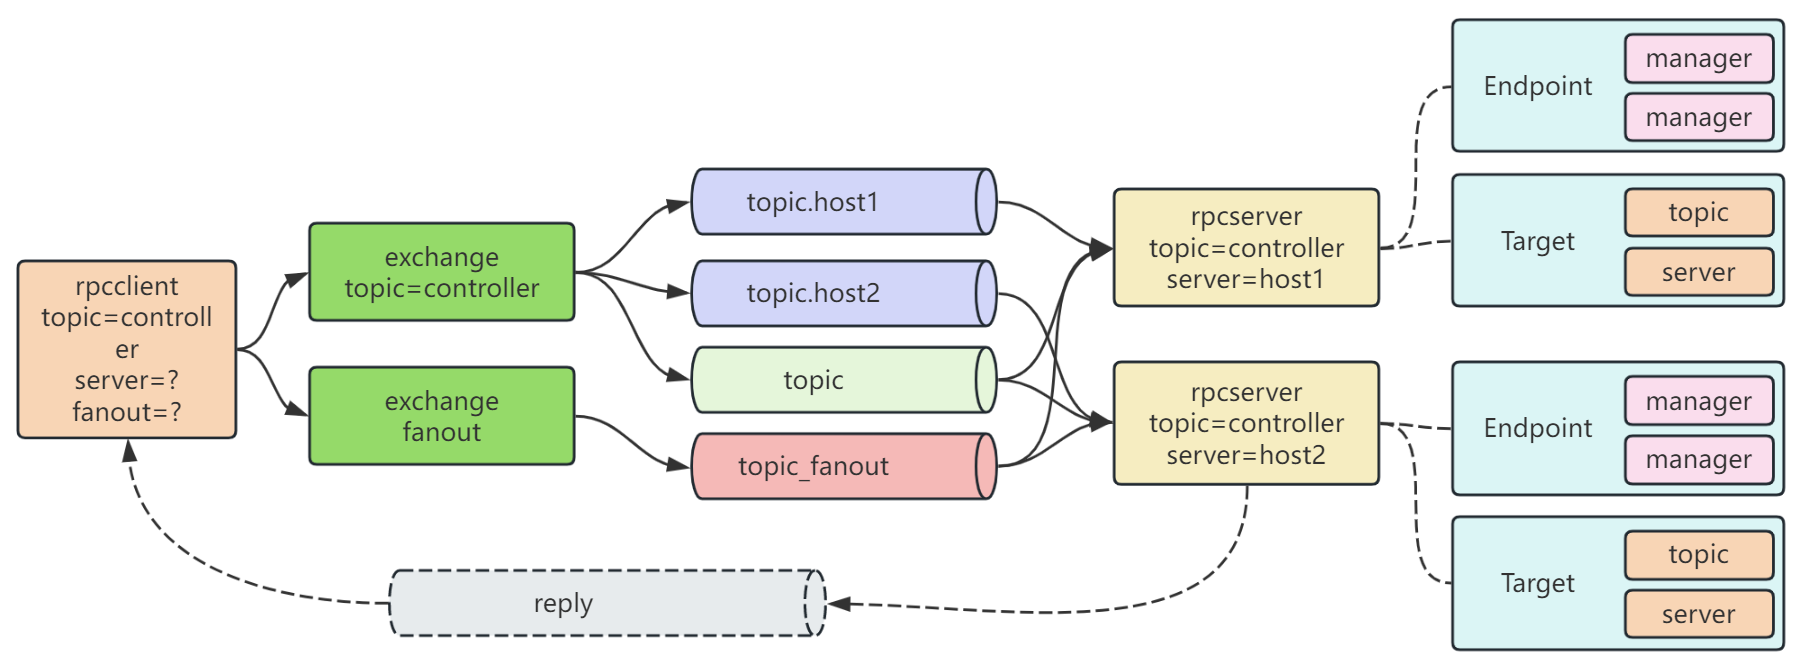 rpcclient
topic=controll
er
server=?
fanout=?
exchange
topic=controller
exchange
fanout
topic.host1
topic.host2
topic
topic_fanout
reply
rpcserver
topic=controller
server=host1
rpcserver
topic=controller
server=host2
Endpoint
manager
manager
Target
topic
server
Endpoint
manager
manager
Target
topic
server